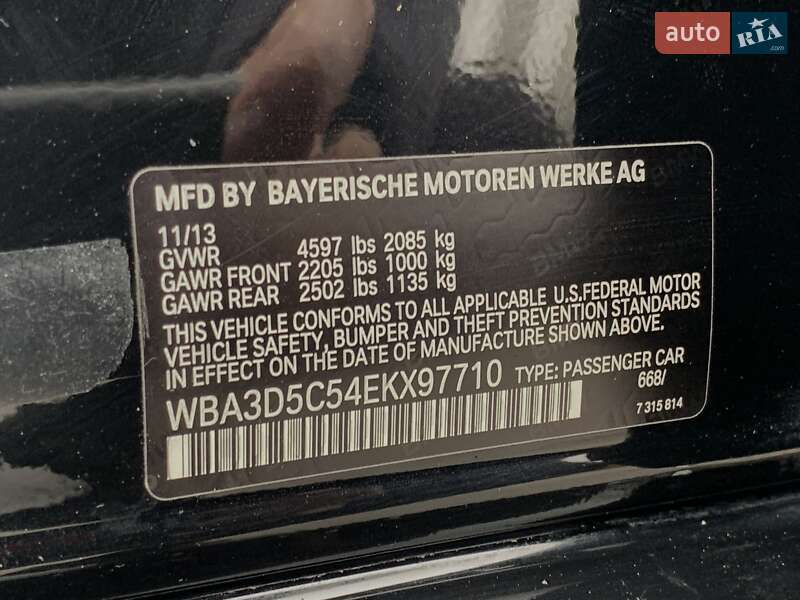 auto RIA .com
MFD BY BAYERISCHE MOTOREN WERKE AG
11/13
GVWR 4597 lbs 2085 kg
GAWR FRONT 2205 lbs 1000 kg
GAWR REAR 2502 lbs 1135 kg
THIS VEHICLE CONFORMS TO ALL APPLICABLE U.S.FEDERAL MOTOR
VEHICLE SAFETY, BUMPER AND THEFT PREVENTION STANDARDS
IN EFFECT ON THE DATE OF MANUFACTURE SHOWN ABOVE.
WBA3D5C54EKX97710 TYPE: PASSENGER CAR
668/
7 315 814